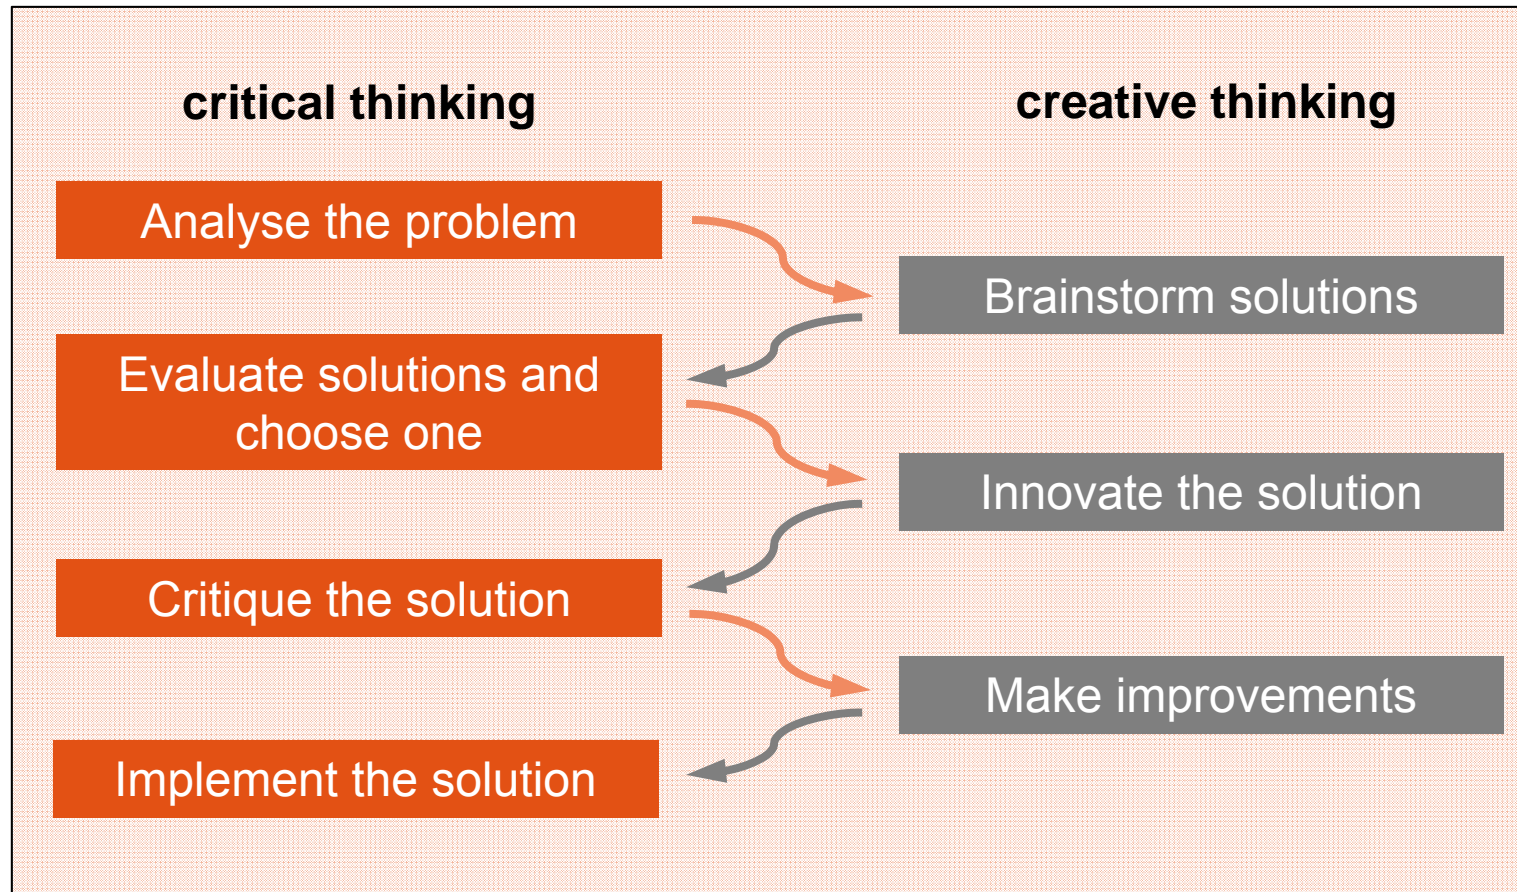 critical thinking
creative thinking
Analyse the problem
Brainstorm solutions
Evaluate solutions and
choose one
Innovate the solution
Critique the solution
Make improvements
Implement the solution